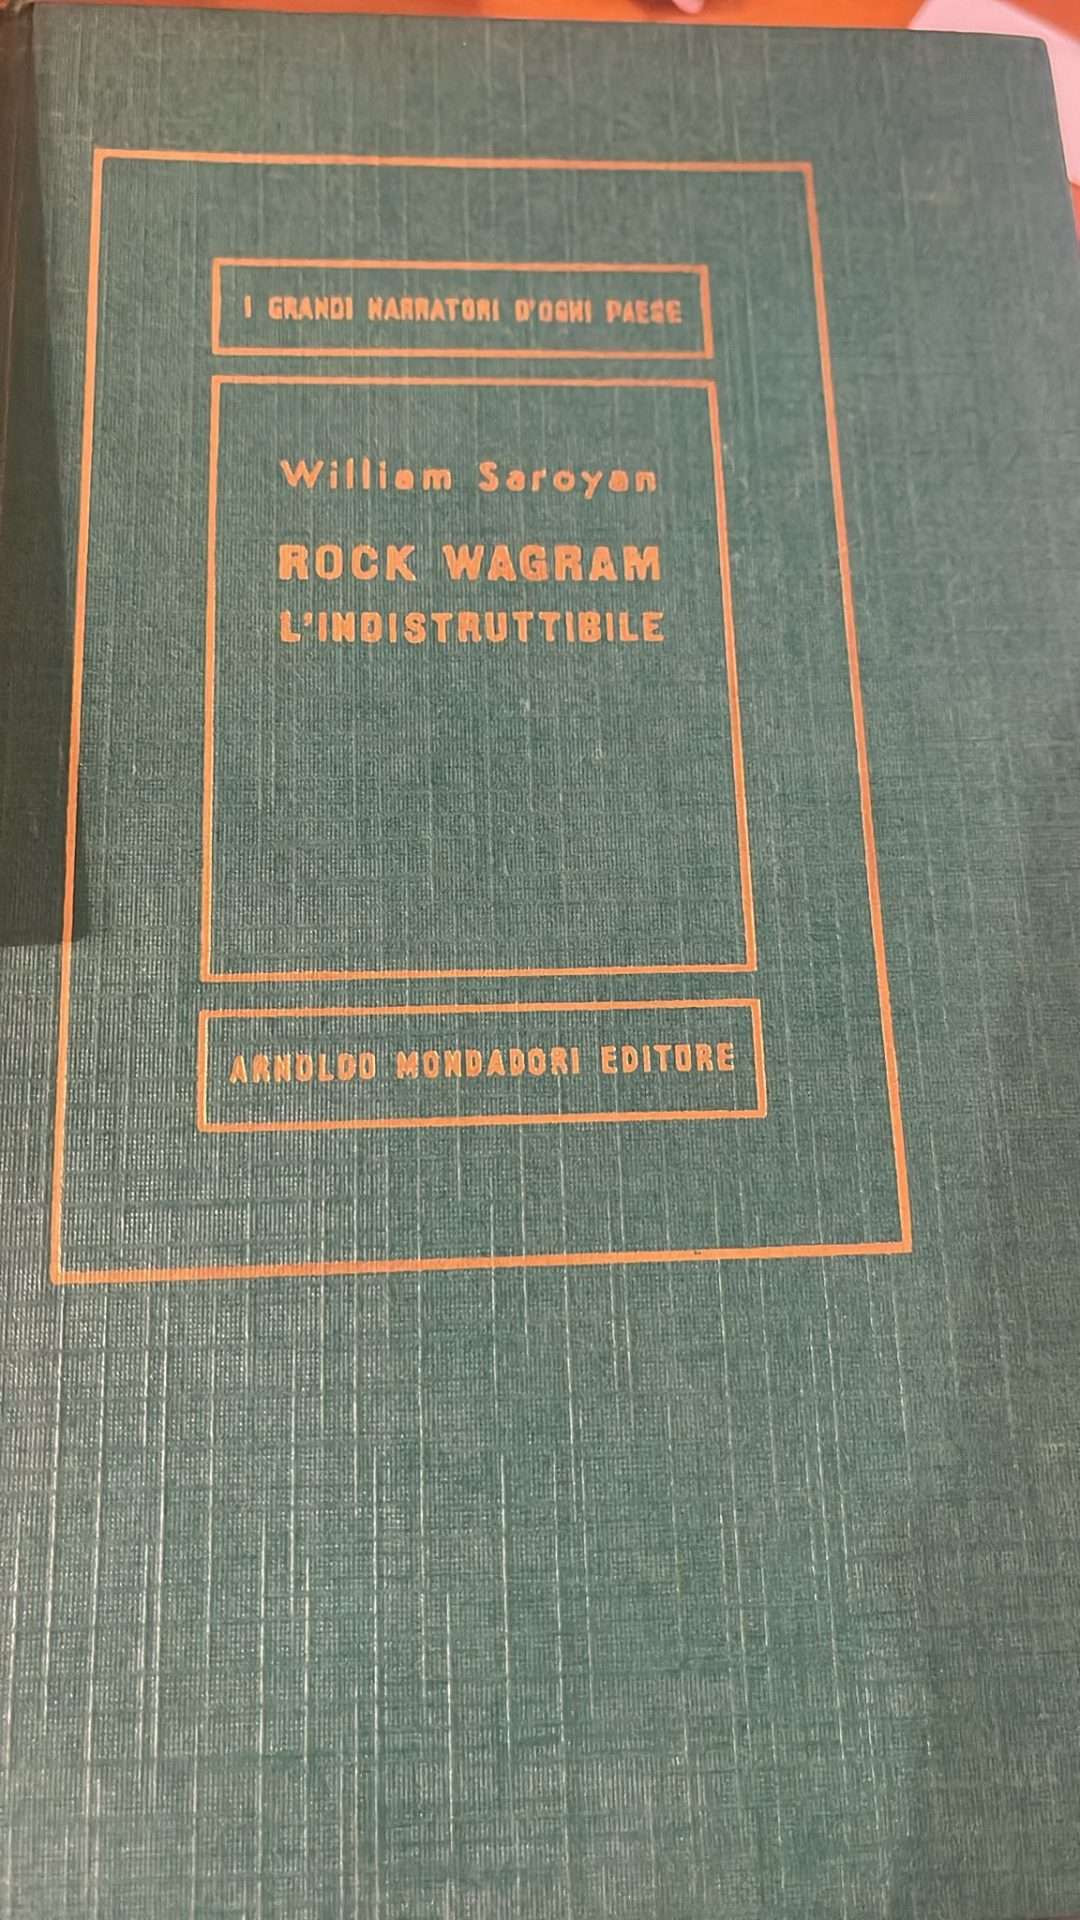 I GRANDI NARRATORI D'OGNI PAESE
William Saroyan
ROCK WAGRAM
L'INDISTRUTTIBILE
ARNOLDO MONDADORI EDITORE